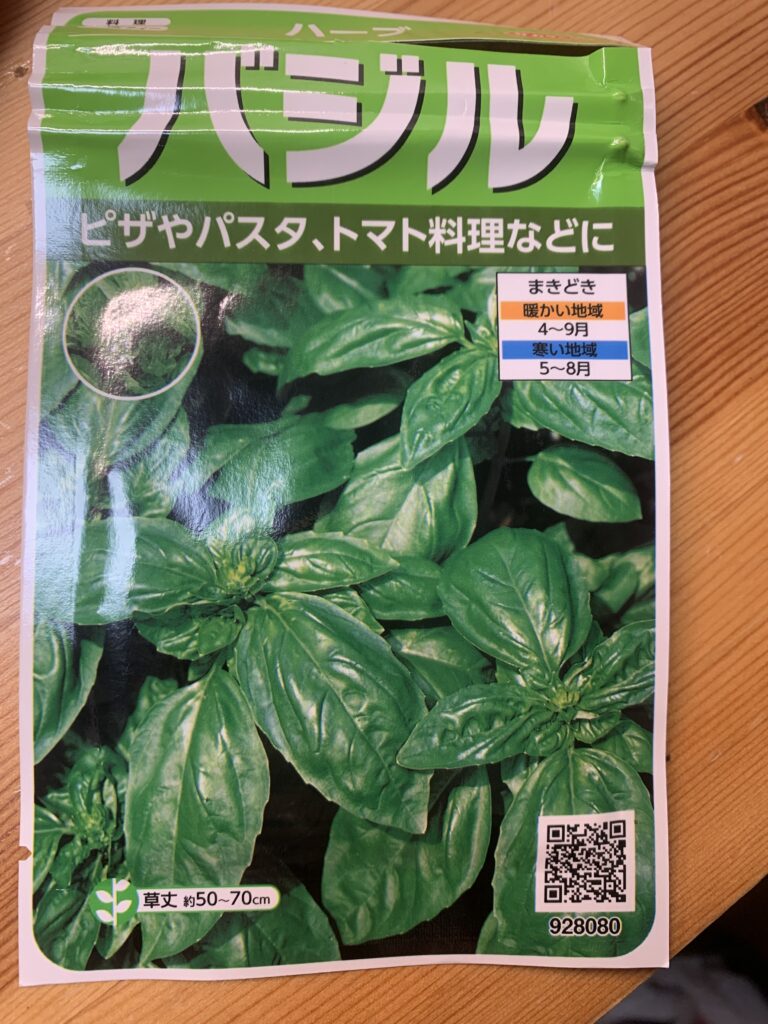 料理
ハーブ
バジル
ピザやパスタ、トマト料理などに
まきどき
暖かい地域
4〜9月
寒い地域
5〜8月
草丈 約50〜70cm
928080